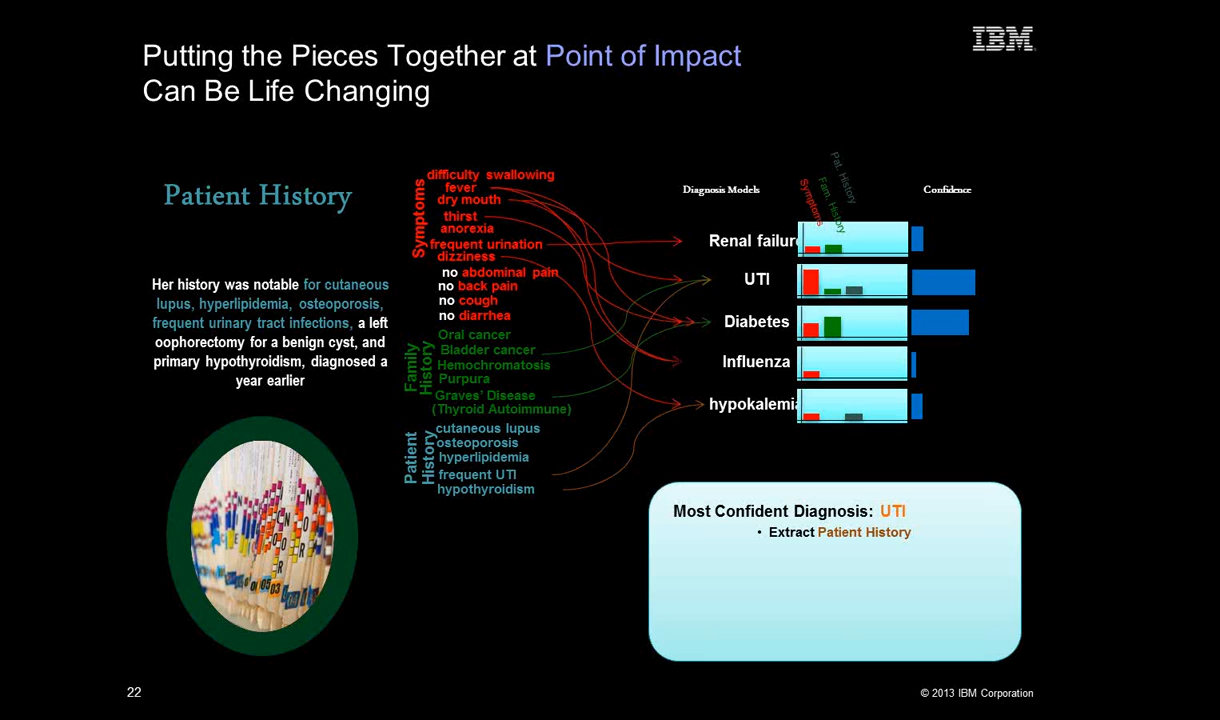 IBM
Putting the Pieces Together at Point of Impact
Can Be Life Changing
Patient History
Her history was notable for cutaneous
lupus, hyperlipidemia, osteoporosis,
frequent urinary tract infections, a left
oophorectomy for a benign cyst, and
primary hypothyroidism, diagnosed a
year earlier
Symptoms
difficulty swallowing
fever
dry mouth
thirst
anorexia
frequent urination
dizziness
no abdominal pain
no back pain
no cough
no diarrhea
Family
History
Oral cancer
Bladder cancer
Hemochromatosis
Purpura
Graves' Disease
(Thyroid Autoimmune)
Patient
History
cutaneous lupus
osteoporosis
hyperlipidemia
frequent UTI
hypothyroidism
Diagnosis Models
Symptoms
Fam. History
Pat. History
Confidence
Renal failure
UTI
Diabetes
Influenza
hypokalemia
Most Confident Diagnosis: UTI
• Extract Patient History
22
© 2013 IBM Corporation